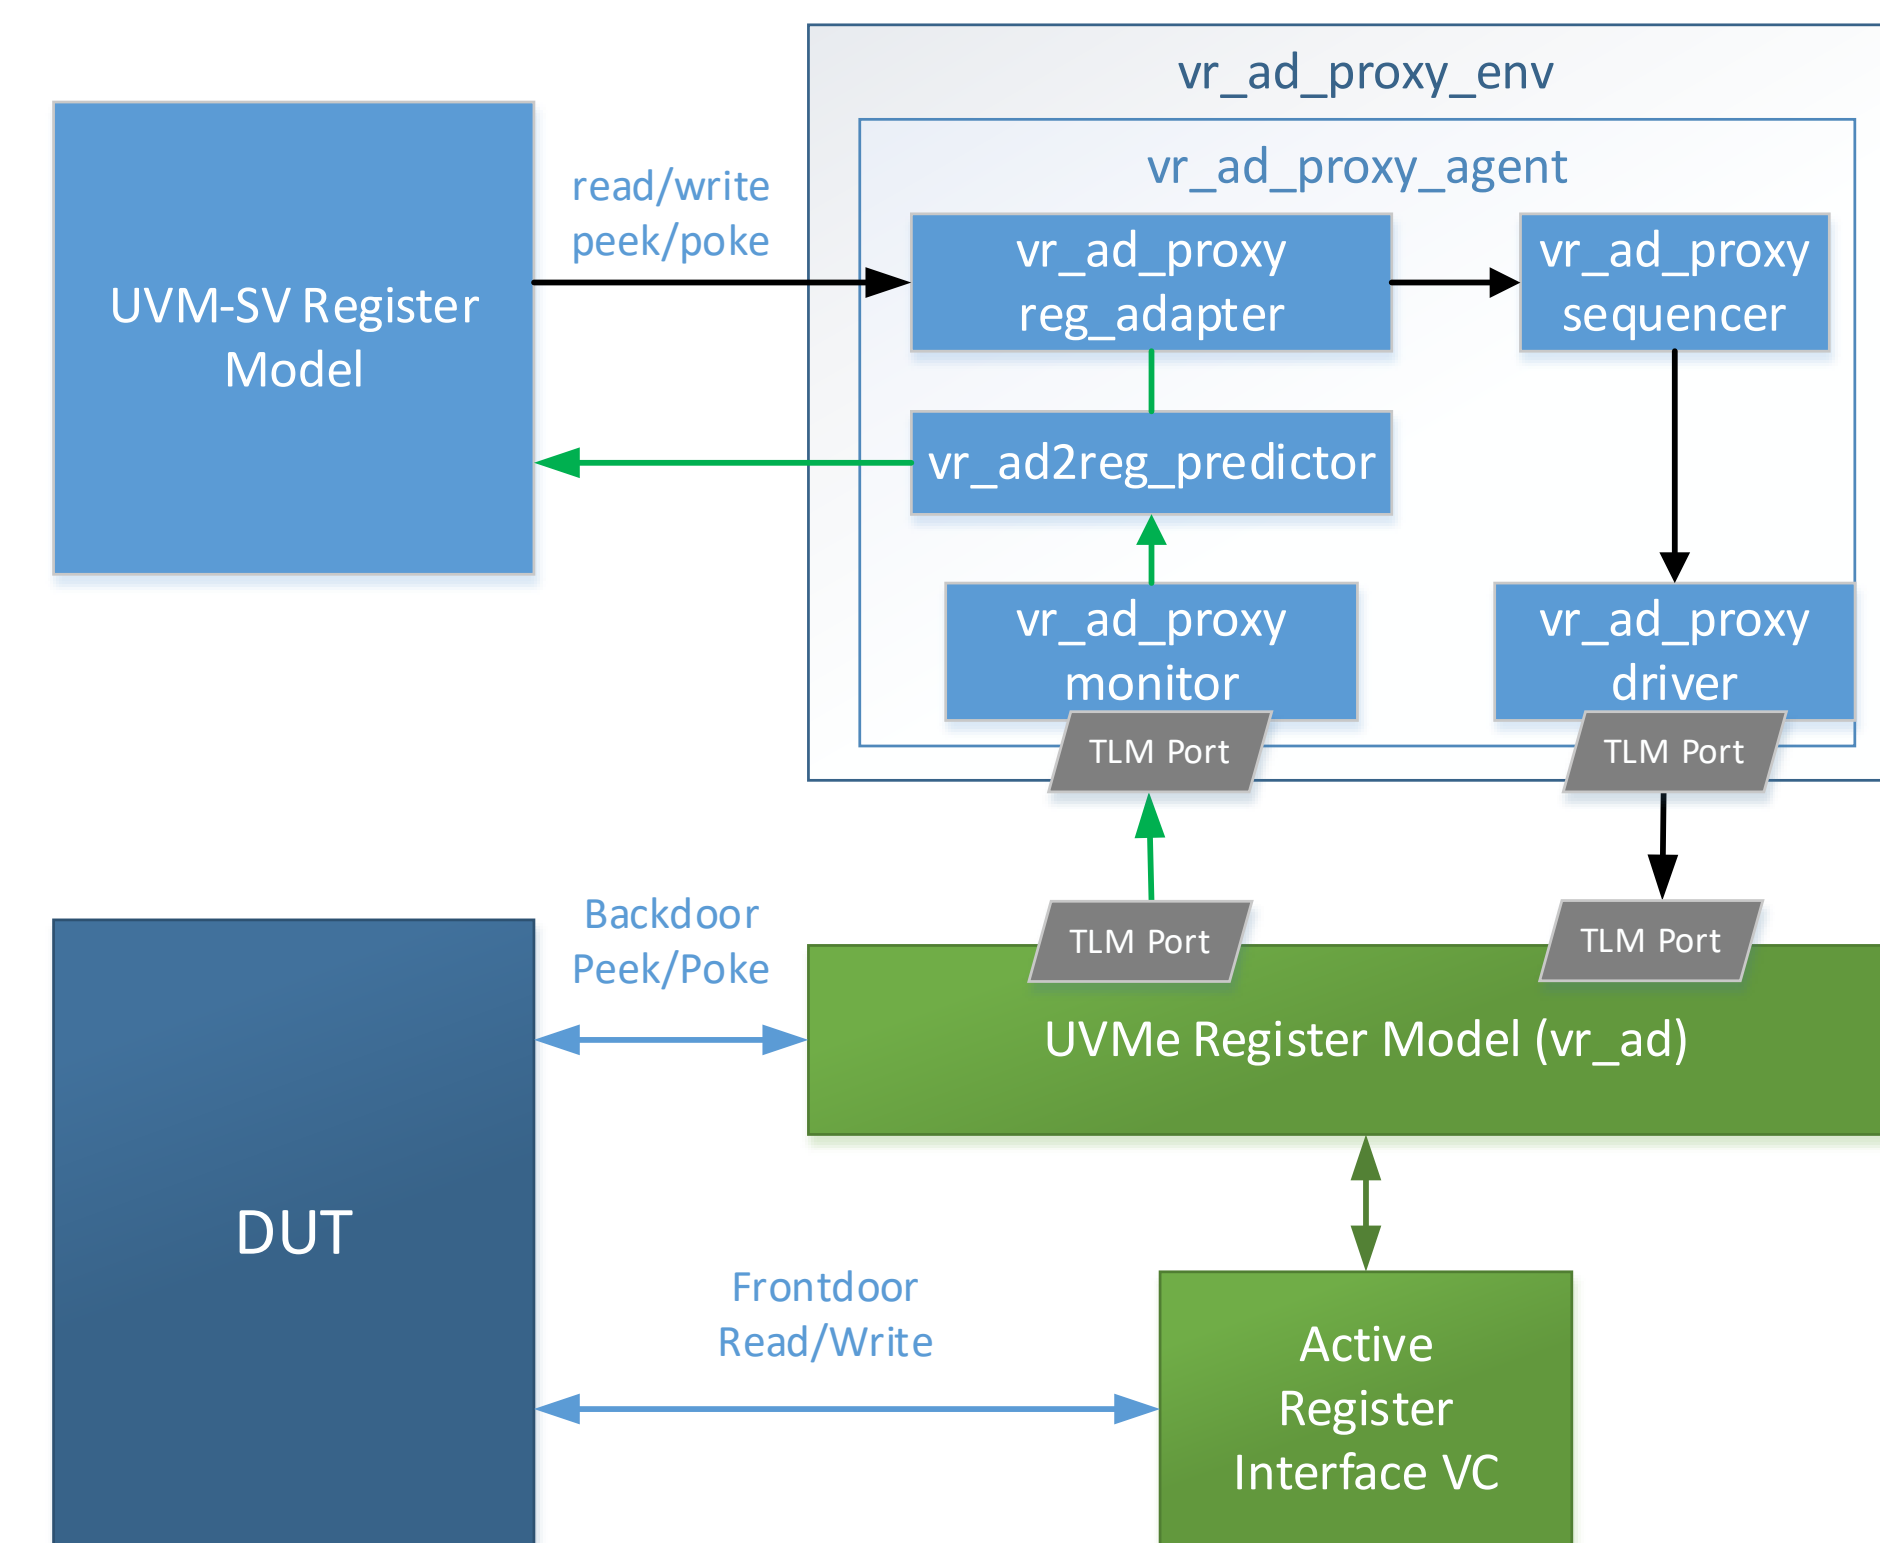 vr_ad_proxy_env
vr_ad_proxy_agent
UVM-SV Register
Model
read/write
peek/poke
vr_ad_proxy
reg_adapter
vr_ad_proxy
sequencer
vr_ad2reg_predictor
vr_ad_proxy
monitor
vr_ad_proxy
driver
TLM Port
TLM Port
TLM Port
TLM Port
Backdoor
Peek/Poke
UVMe Register Model (vr_ad)
DUT
Frontdoor
Read/Write
Active
Register
Interface VC